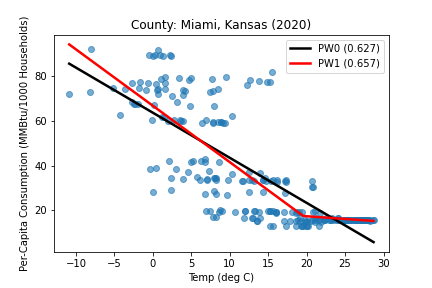 County: Miami, Kansas (2020)
PW0 (0.627)
PW1 (0.657)
Per-Capita Consumption (MMBtu/1000 Households)
80
60
40
20
−10 −5 0 5 10 15 20 25 30
Temp (deg C)